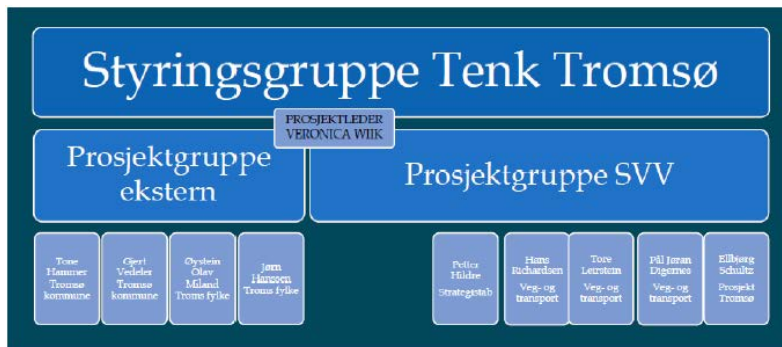 Styringsgruppe Tenk Tromsø
PROSJEKTLEDER
VERONICA WIIK
Prosjektgruppe
ekstern
Prosjektgruppe SVV
Tone
Hammer
Tromsø
kommune
Gjert
Vedeler
Tromsø
kommune
Øystein
Olav
Miland
Troms fylke
Jørn
Hanssen
Troms fylke
Petter
Hildre
Strategistab
Hans
Richardsen
Veg- og
transport
Tore
Leirstein
Veg- og
transport
Pål Jøran
Digernes
Veg- og
transport
Ellbjørg
Schultz
Prosjekt
Tromsø